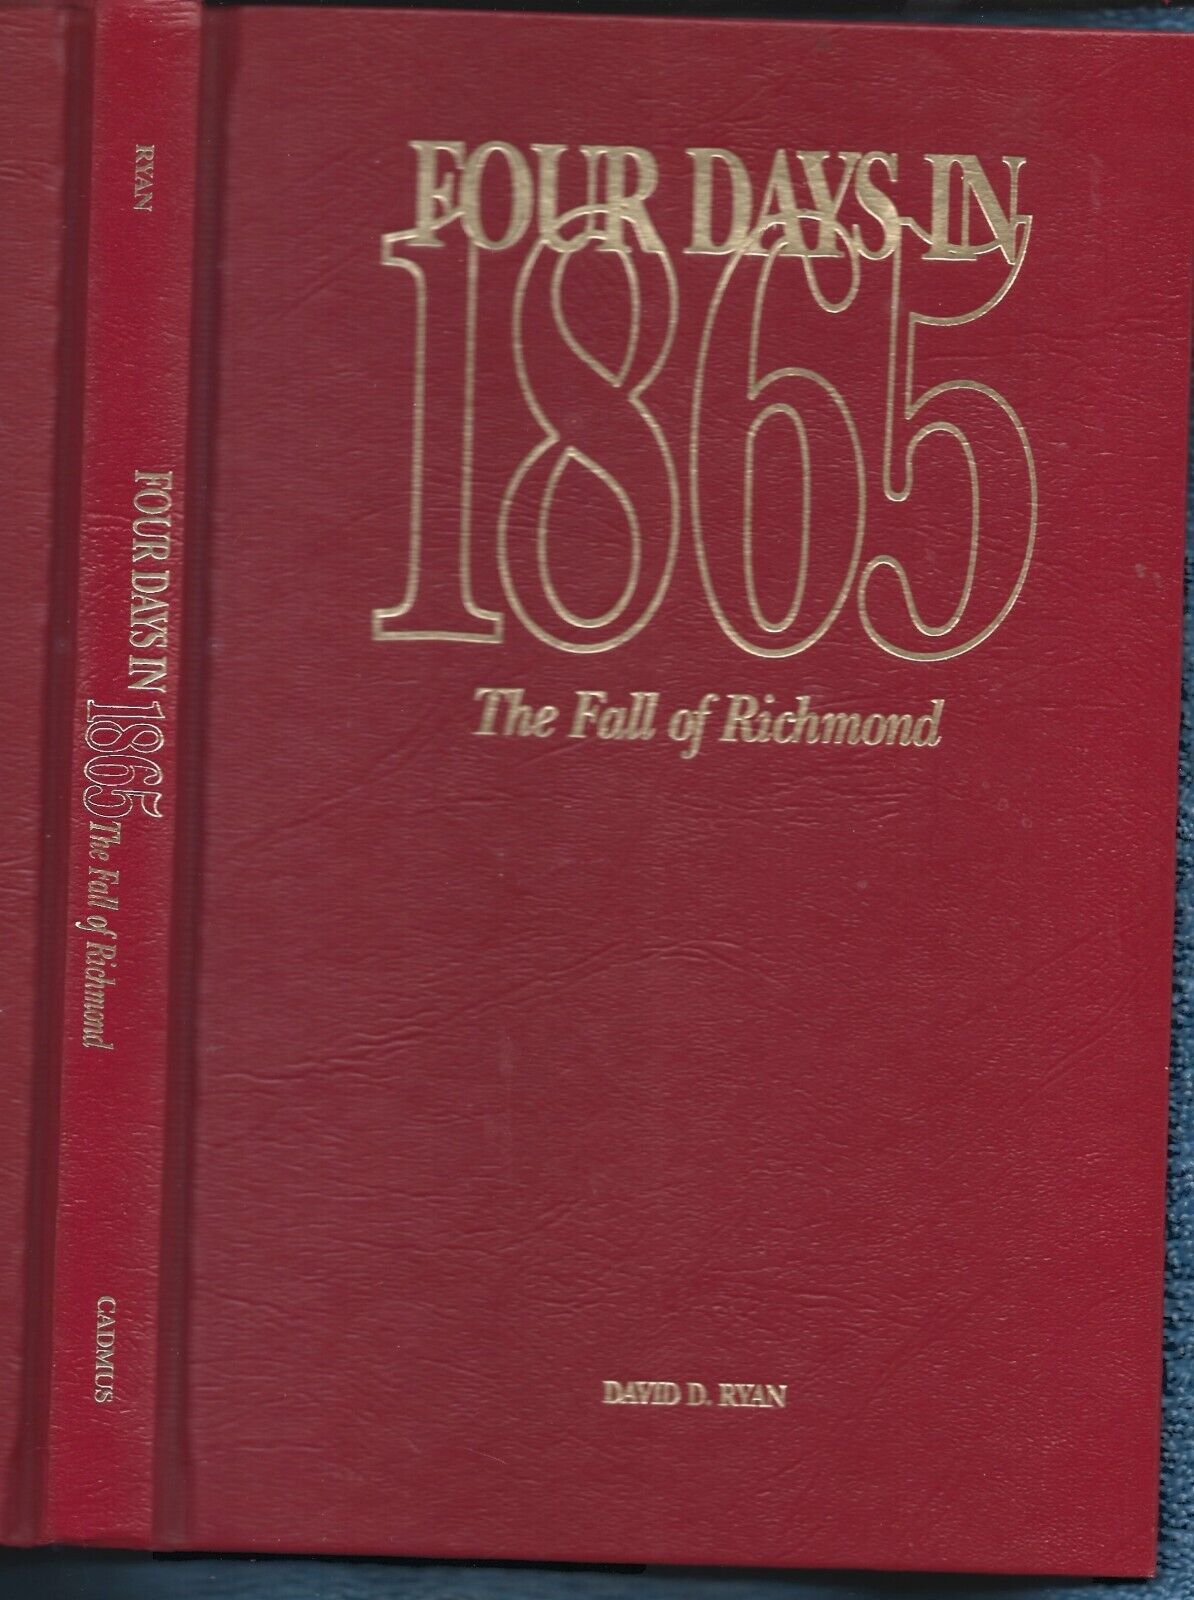 RYAN
FOUR DAYS IN
1865
The Fall of Richmond
CADMUS
FOUR DAYS IN
1865
The Fall of Richmond
DAVID D. RYAN